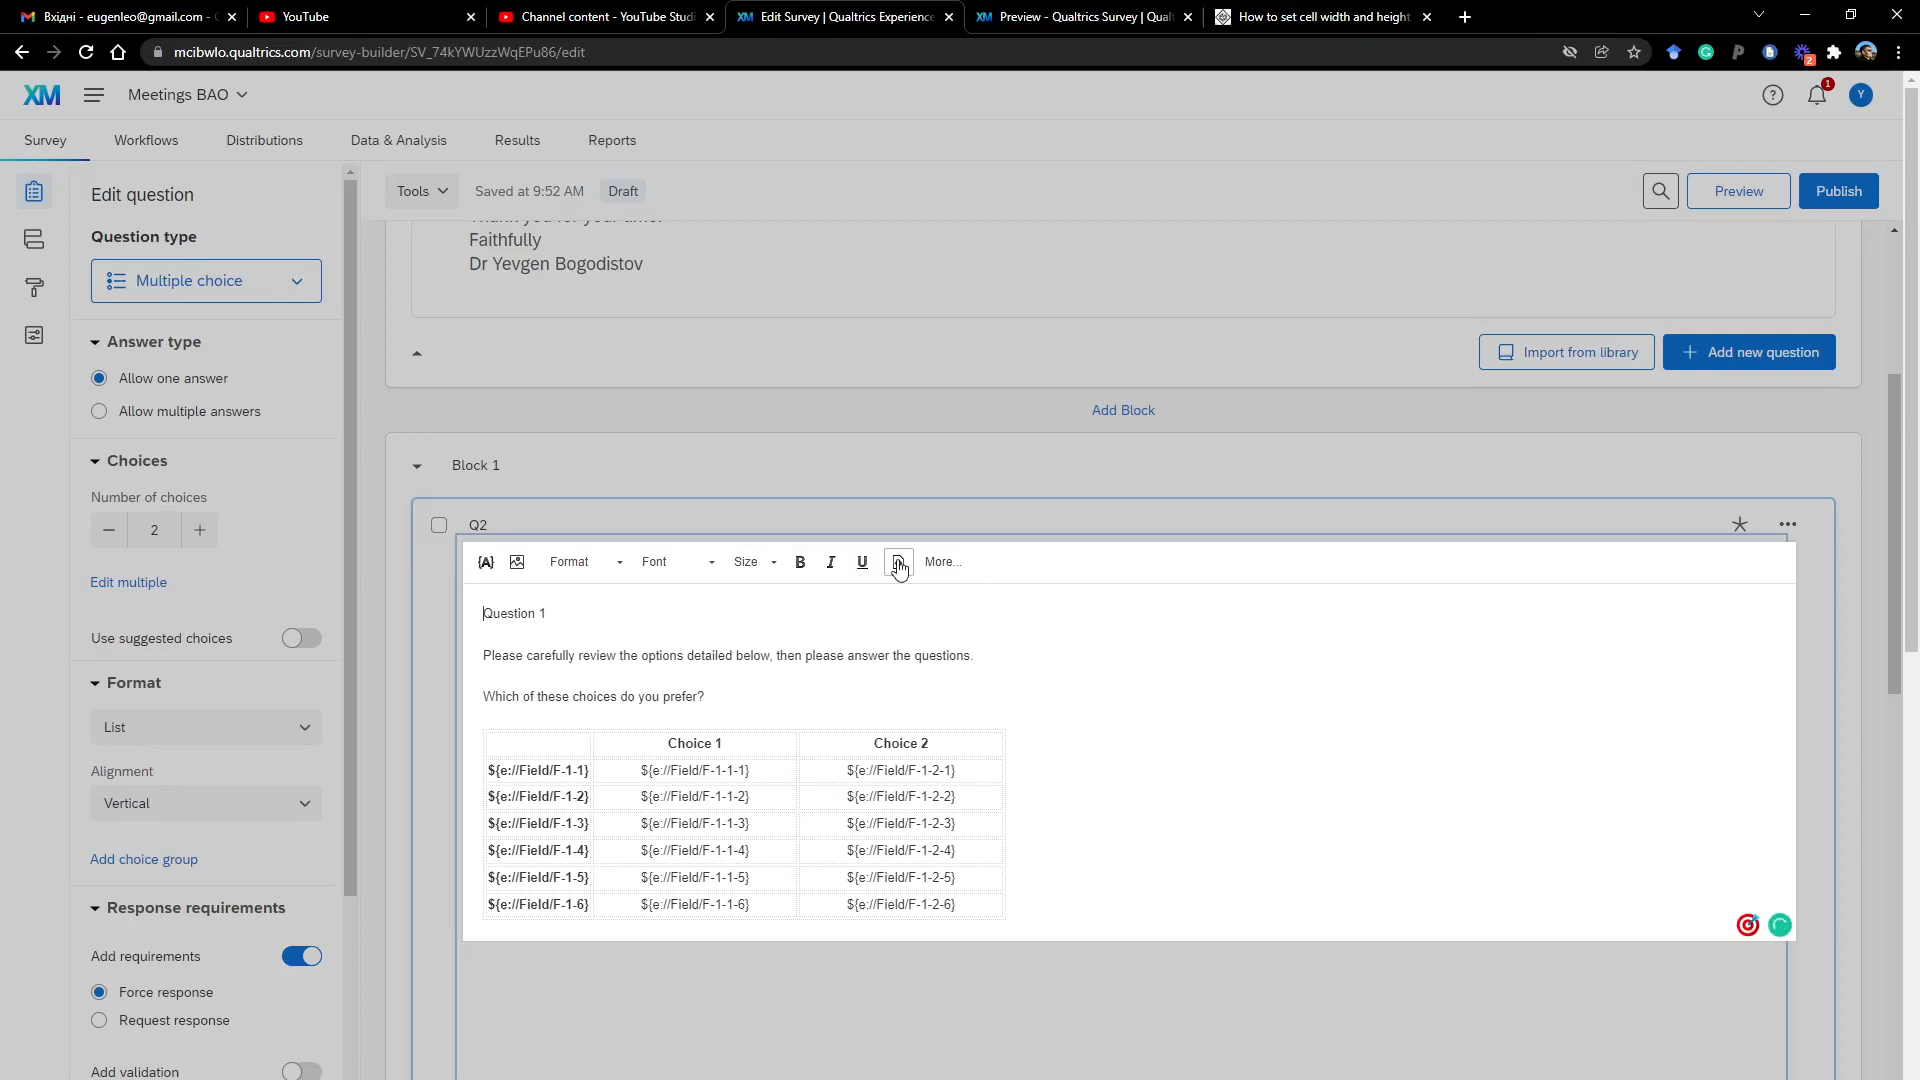 Вхідні - eugenleo@gmail.com -
YouTube
Channel content - YouTube Studi
Edit Survey | Qualtrics Experience
Preview - Qualtrics Survey | Qual
How to set cell width and height
mcibwlo.qualtrics.com/survey-builder/SV_74kYWUzzWqEPu86/edit
2
XM
Meetings BAO
1
Y
Survey
Workflows
Distributions
Data & Analysis
Results
Reports
Edit question
Question type
Multiple choice
Answer type
Allow one answer
Allow multiple answers
Choices
Number of choices
2
Edit multiple
Use suggested choices
Format
List
Alignment
Vertical
Add choice group
Response requirements
Add requirements
Force response
Request response
Add validation
Tools
Saved at 9:52 AM
Draft
Preview
Publish
Thank you for your time.
Faithfully
Dr Yevgen Bogodistov
Import from library
Add new question
Add Block
Block 1
Q2
{A}
Format
Font
Size
B
I
U
More...
Question 1
Please carefully review the options detailed below, then please answer the questions.
Which of these choices do you prefer?
Choice 1 Choice 2
${e://Field/F-1-1} ${e://Field/F-1-1-1} ${e://Field/F-1-2-1}
${e://Field/F-1-2} ${e://Field/F-1-1-2} ${e://Field/F-1-2-2}
${e://Field/F-1-3} ${e://Field/F-1-1-3} ${e://Field/F-1-2-3}
${e://Field/F-1-4} ${e://Field/F-1-1-4} ${e://Field/F-1-2-4}
${e://Field/F-1-5} ${e://Field/F-1-1-5} ${e://Field/F-1-2-5}
${e://Field/F-1-6} ${e://Field/F-1-1-6} ${e://Field/F-1-2-6}